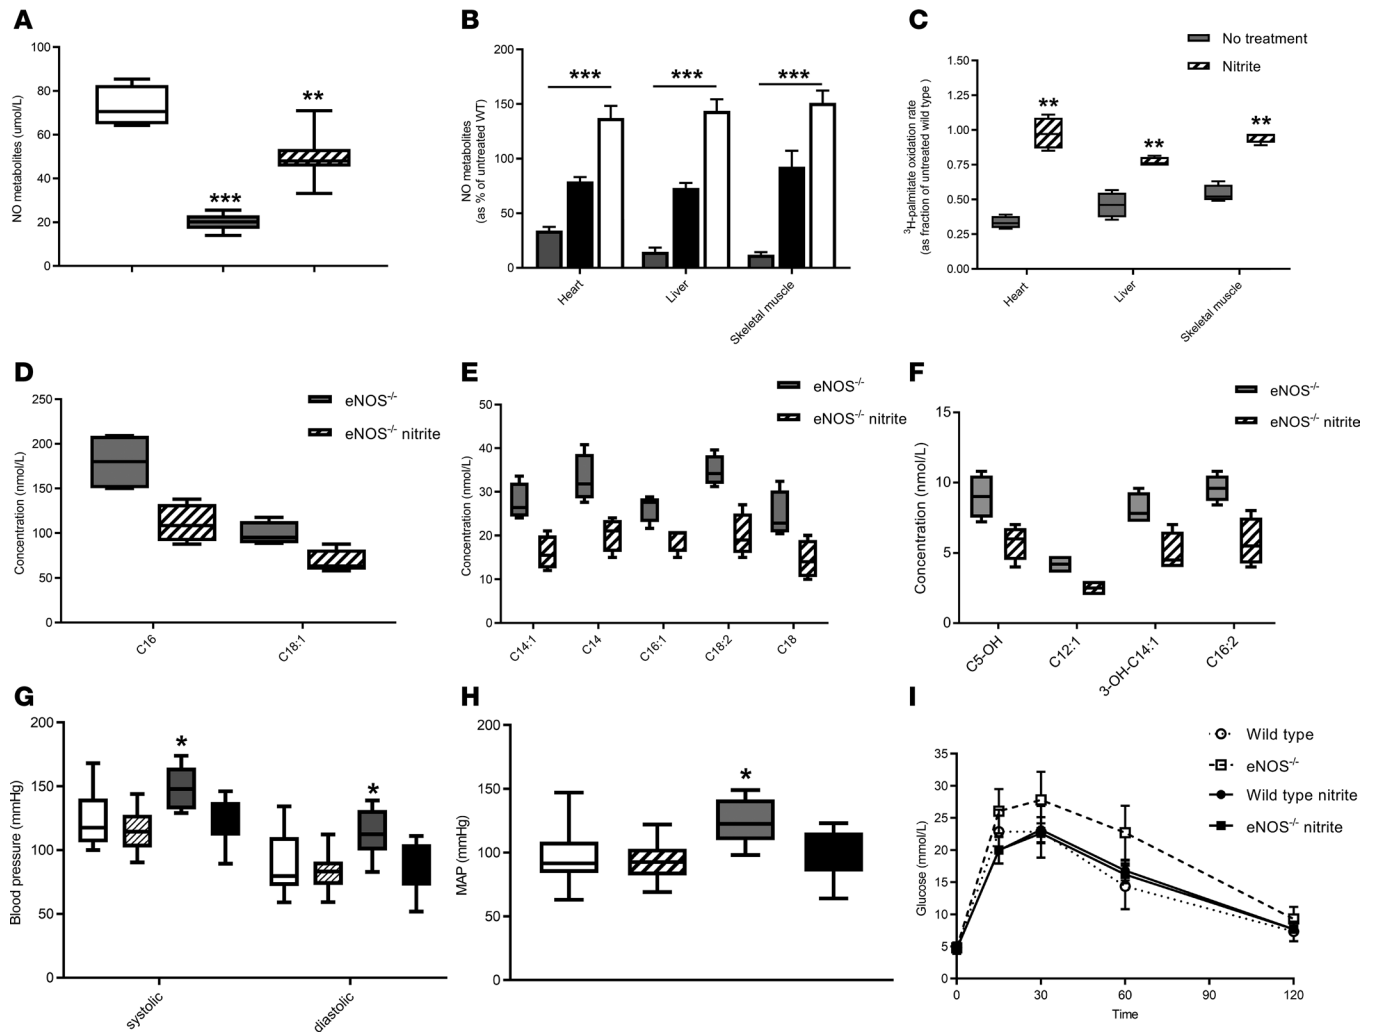 A
NO metabolites (umol/L)
100
80
60
40
20
0
***
**
B
NO metabolites
(as % of untreated WT)
200
150
100
50
0
***
***
***
Heart
Liver
Skeletal muscle
C
No treatment
Nitrite
³H-palmitate oxidation rate
(as fraction of untreated wild type )
1.50
1.25
1.00
0.75
0.50
0.25
0.00
**
**
**
Heart
Liver
Skeletal muscle
D
eNOS-/-
eNOS-/- nitrite
Concentration (nmol/L)
250
200
150
100
50
0
C16
C18:1
E
eNOS-/-
eNOS-/- nitrite
Concentration (nmol/L)
50
40
30
20
10
0
C14:1
C14
C16:1
C18:2
C18
F
eNOS-/-
eNOS-/- nitrite
Concentration (nmol/L)
15
10
5
0
C5-OH
C12:1
3-OH-C14:1
C16:2
G
Blood pressure (mmHg)
200
150
100
50
0
*
*
systolic
diastolic
H
MAP (mmHg)
200
150
100
50
0
*
I
Wild type
eNOS-/-
Wild type nitrite
eNOS-/- nitrite
Glucose (mmol/L)
35
30
25
20
15
10
5
0
0
30
60
90
120
Time